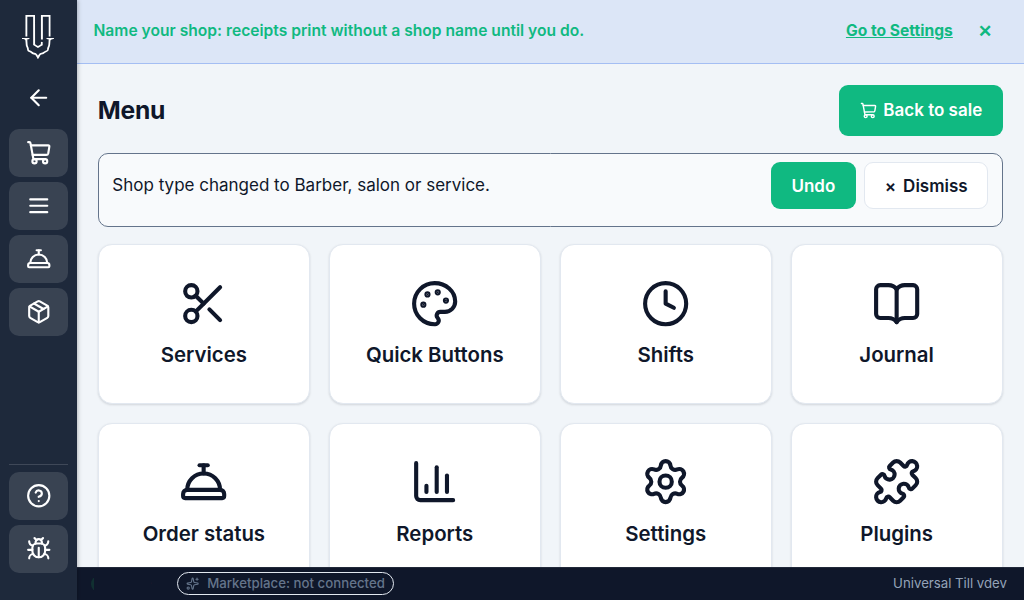 Name your shop: receipts print without a shop name until you do.
Go to Settings ×
Menu
Back to sale
Shop type changed to Barber, salon or service.
Undo
× Dismiss
Services
Quick Buttons
Shifts
Journal
Order status
Reports
Settings
Plugins
Marketplace: not connected
Universal Till vdev